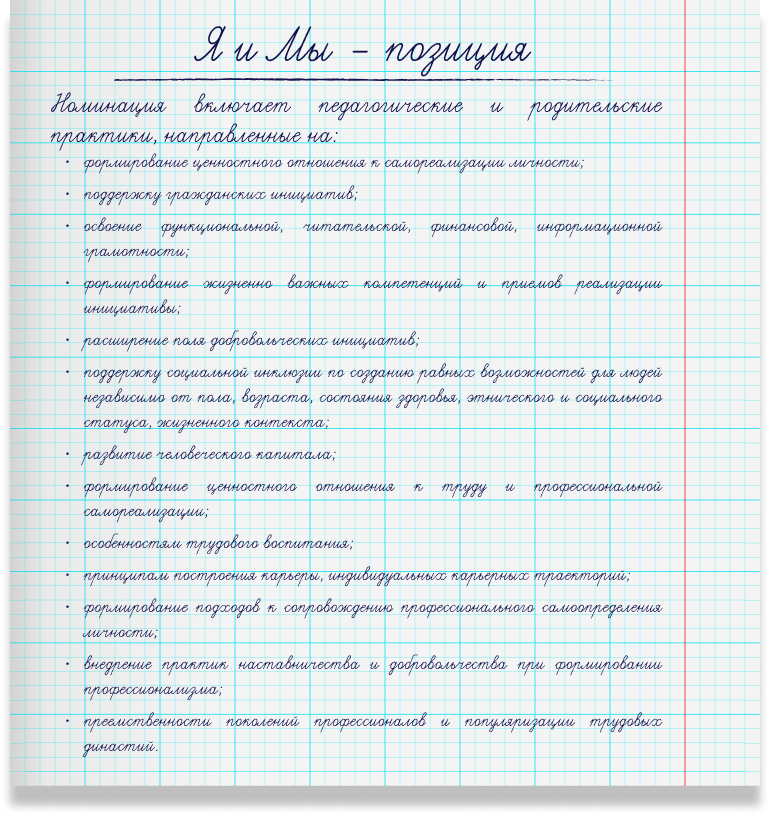 Я и Мы – позиция
Номинация включает педагогические и родительские
практики, направленные на:
• формирование ценностного отношения к самореализации личности;
• поддержку гражданских инициатив;
• освоение функциональной, читательской, финансовой, информационной
грамотности;
• формирование жизненно важных компетенций и приемов реализации
инициативы;
• расширение поля добровольческих инициатив;
• поддержку социальной инклюзии по созданию равных возможностей для людей
независимо от пола, возраста, состояния здоровья, этнического и социального
статуса, жизненного контекста;
• развитие человеческого капитала;
• формирование ценностного отношения к труду и профессиональной
самореализации;
• особенностям трудового воспитания;
• принципам построения карьеры, индивидуальных карьерных траекторий;
• формирование подходов к сопровождению профессионального самоопределения
личности;
• внедрение практик наставничества и добровольчества при формировании
профессионализма;
• преемственности поколений профессионалов и популяризации трудовых
династий.